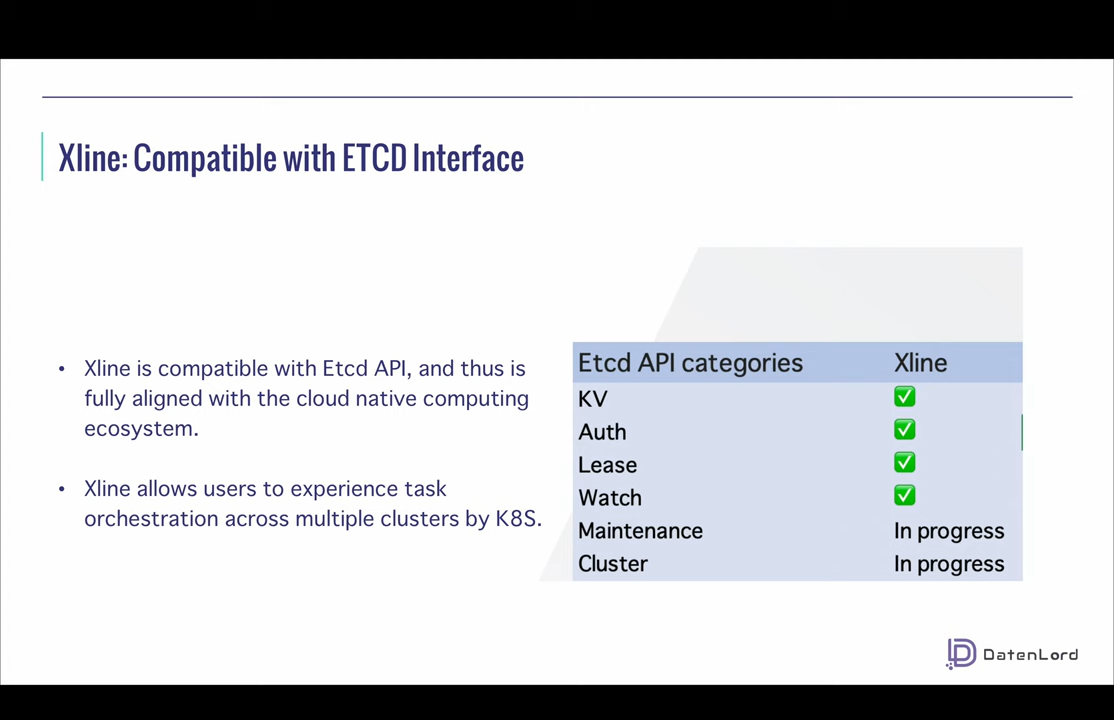 Xline: Compatible with ETCD Interface
• Xline is compatible with Etcd API, and thus is
fully aligned with the cloud native computing
ecosystem.
• Xline allows users to experience task
orchestration across multiple clusters by K8S.
Etcd API categories Xline
KV ✅
Auth ✅
Lease ✅
Watch ✅
Maintenance In progress
Cluster In progress
DatenLord